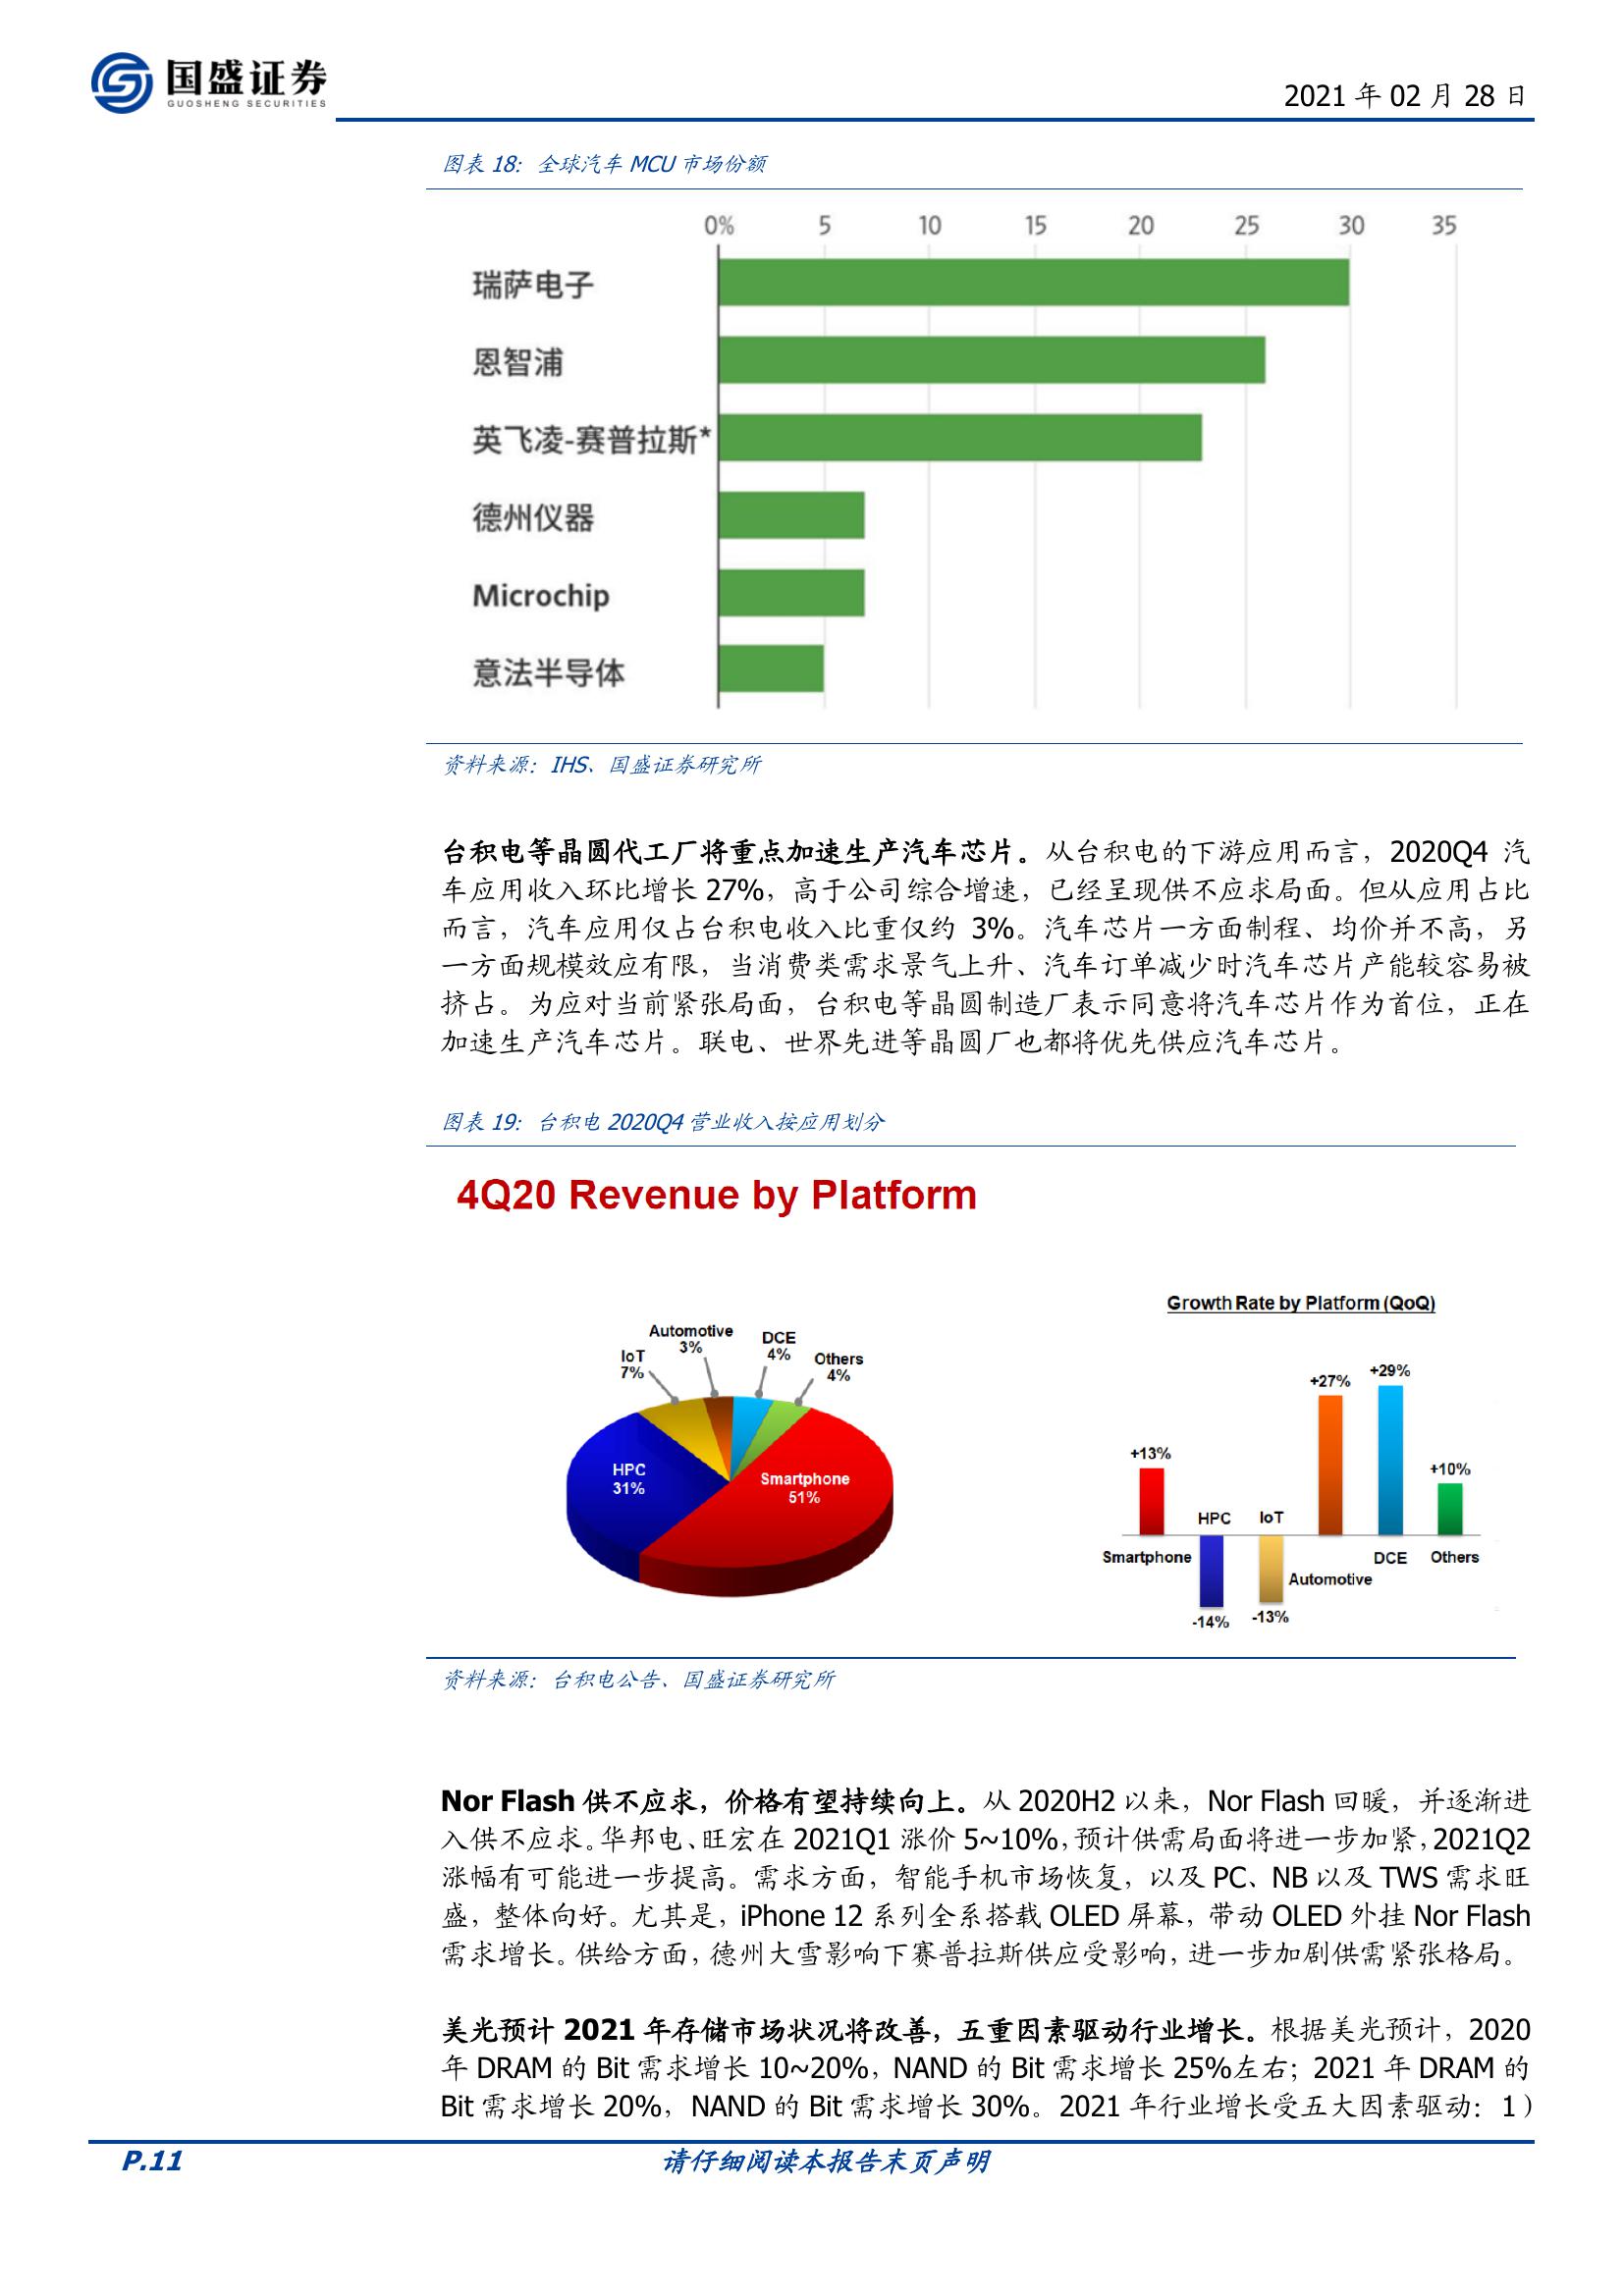 国盛证券
GUOSHENG SECURITIES
2021 年 02 月 28 日
图表 18：全球汽车 MCU 市场份额
0% 5 10 15 20 25 30 35
瑞萨电子
恩智浦
英飞凌-赛普拉斯*
德州仪器
Microchip
意法半导体
资料来源：IHS、国盛证券研究所
台积电等晶圆代工厂将重点加速生产汽车芯片。从台积电的下游应用而言，2020Q4 汽
车应用收入环比增长 27%，高于公司综合增速，已经呈现供不应求局面。但从应用占比
而言，汽车应用仅占台积电收入比重仅约 3%。汽车芯片一方面制程、均价并不高，另
一方面规模效应有限，当消费类需求景气上升、汽车订单减少时汽车芯片产能较容易被
挤占。为应对当前紧张局面，台积电等晶圆制造厂表示同意将汽车芯片作为首位，正在
加速生产汽车芯片。联电、世界先进等晶圆厂也都将优先供应汽车芯片。
图表 19：台积电 2020Q4 营业收入按应用划分
4Q20 Revenue by Platform
Growth Rate by Platform (QoQ)
Automotive
3%
DCE
4%
IoT
7%
Others
4%
HPC
31%
Smartphone
51%
+13%
+27%
+29%
+10%
HPC
IoT
Smartphone
DCE
Others
Automotive
-14%
-13%
资料来源：台积电公告、国盛证券研究所
Nor Flash 供不应求，价格有望持续向上。从 2020H2 以来，Nor Flash 回暖，并逐渐进
入供不应求。华邦电、旺宏在 2021Q1 涨价 5~10%，预计供需局面将进一步加紧，2021Q2
涨幅有可能进一步提高。需求方面，智能手机市场恢复，以及 PC、NB 以及 TWS 需求旺
盛，整体向好。尤其是，iPhone 12 系列全系搭载 OLED 屏幕，带动 OLED 外挂 Nor Flash
需求增长。供给方面，德州大雪影响下赛普拉斯供应受影响，进一步加剧供需紧张格局。
美光预计 2021 年存储市场状况将改善，五重因素驱动行业增长。根据美光预计，2020
年 DRAM 的 Bit 需求增长 10~20%，NAND 的 Bit 需求增长 25%左右；2021 年 DRAM 的
Bit 需求增长 20%，NAND 的 Bit 需求增长 30%。2021 年行业增长受五大因素驱动：1）
P.11
请仔细阅读本报告末页声明